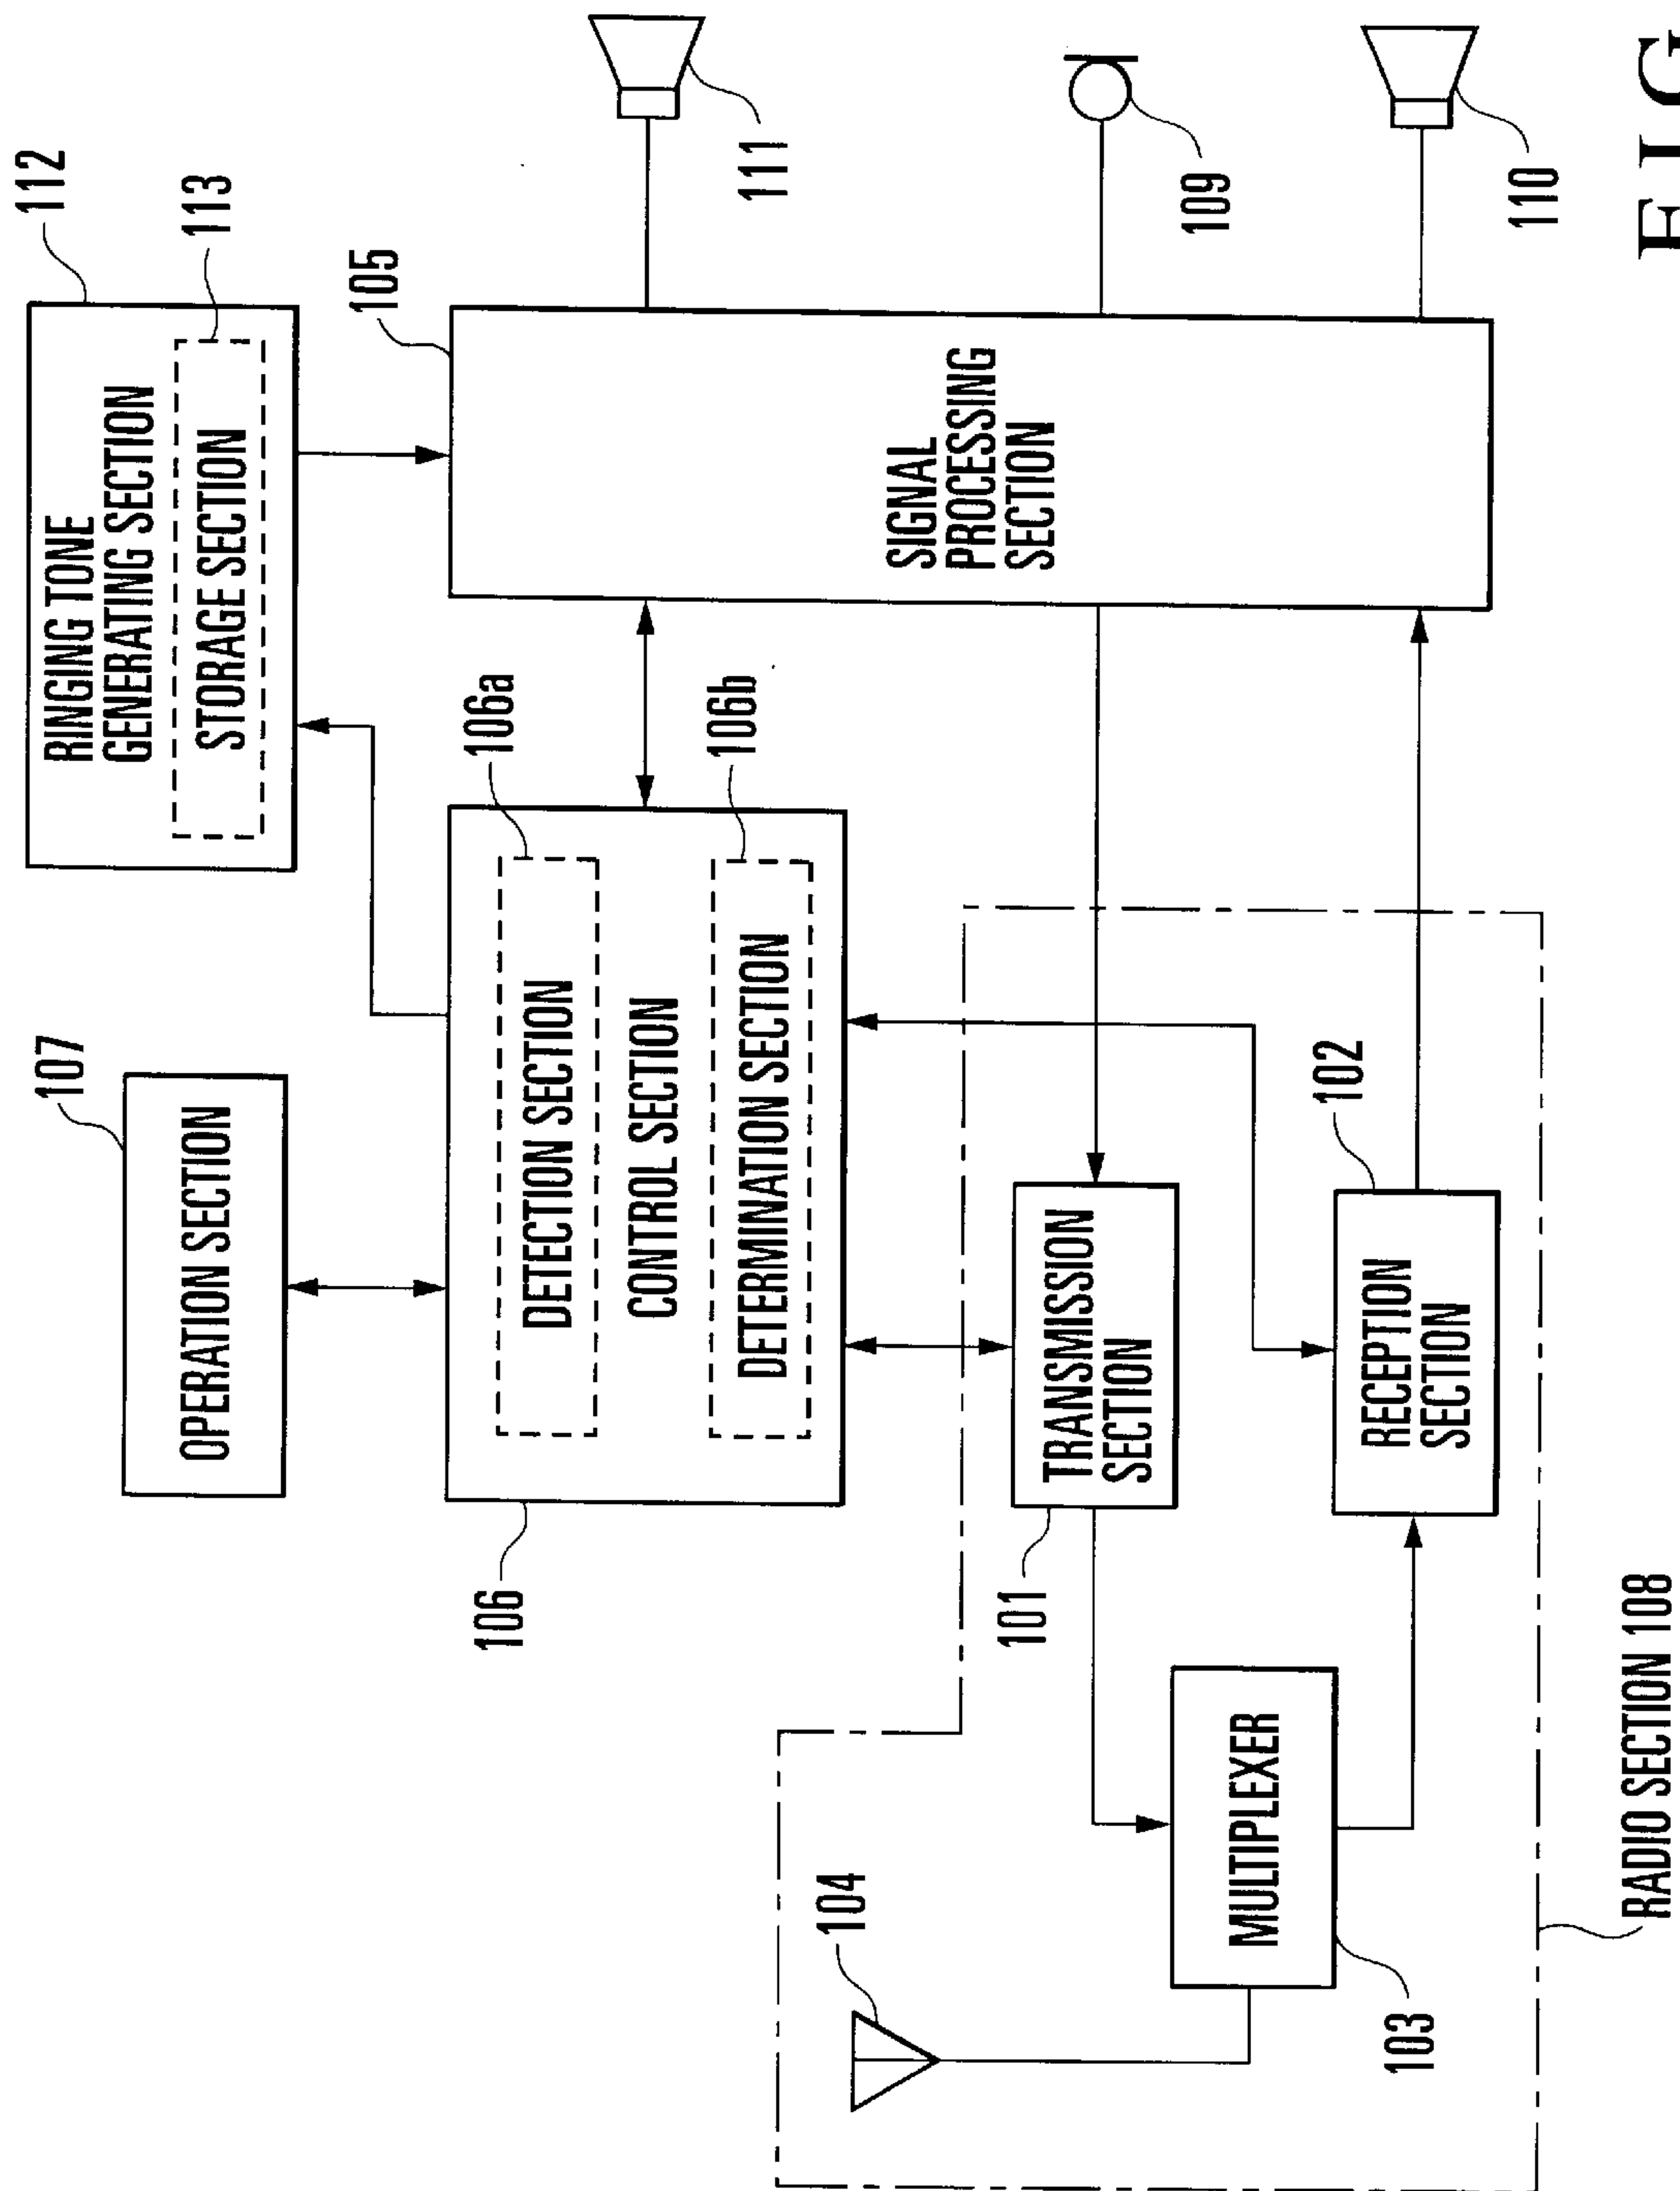 112
RINGING TONE
GENERATING SECTION
113
STORAGE SECTION
107
OPERATION SECTION
105
111
106a
DETECTION SECTION
CONTROL SECTION
106b
DETERMINATION SECTION
106
SIGNAL
PROCESSING
SECTION
109
104
101
TRANSMISSION
SECTION
MULTIPLEXER
103
102
RECEPTION
SECTION
110
RADIO SECTION 108
FIG